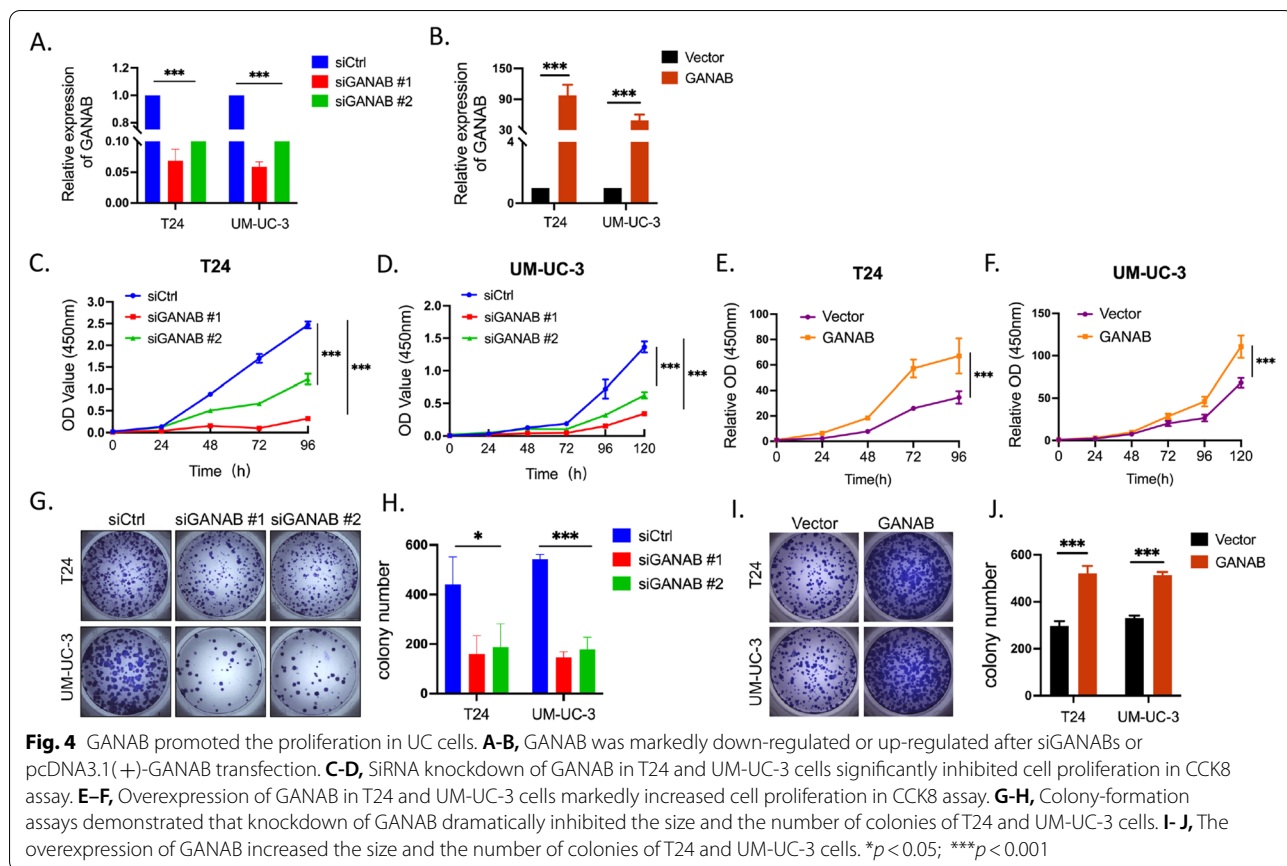 A.
siCtrl
siGANAB #1
siGANAB #2
***
***
Relative expression
of GANAB
1.2
1.0
0.8
0.6
0.10
0.05
0.00
T24
UM-UC-3
B.
Vector
GANAB
***
***
Relative expression
of GANAB
150
90
30
4
0
T24
UM-UC-3
C.
T24
siCtrl
siGANAB #1
siGANAB #2
OD Value (450nm)
3.0
2.5
2.0
1.5
1.0
0.5
0.0
0 24 48 72 96
Time (h)
***
***
D.
UM-UC-3
siCtrl
siGANAB #1
siGANAB #2
OD Value (450nm)
2.0
1.5
1.0
0.5
0.0
0 24 48 72 96 120
Time (h)
***
***
E.
T24
Vector
GANAB
Relative OD (450nm)
80
60
40
20
0
0 24 48 72 96
Time(h)
***
F.
UM-UC-3
Vector
GANAB
Relative OD (450nm)
150
100
50
0
0 24 48 72 96 120
Time(h)
***
G.
siCtrl siGANAB #1 siGANAB #2
T24
UM-UC-3
H.
siCtrl
siGANAB #1
siGANAB #2
*
***
colony number
600
400
200
0
T24
UM-UC-3
I.
Vector GANAB
T24
UM-UC-3
J.
Vector
GANAB
***
***
colony number
600
400
200
0
T24
UM-UC-3
Fig. 4 GANAB promoted the proliferation in UC cells. A-B, GANAB was markedly down-regulated or up-regulated after siGANABs or
pcDNA3.1(+)-GANAB transfection. C-D, SiRNA knockdown of GANAB in T24 and UM-UC-3 cells significantly inhibited cell proliferation in CCK8
assay. E–F, Overexpression of GANAB in T24 and UM-UC-3 cells markedly increased cell proliferation in CCK8 assay. G-H, Colony-formation
assays demonstrated that knockdown of GANAB dramatically inhibited the size and the number of colonies of T24 and UM-UC-3 cells. I- J, The
overexpression of GANAB increased the size and the number of colonies of T24 and UM-UC-3 cells. *p < 0.05; ***p < 0.001